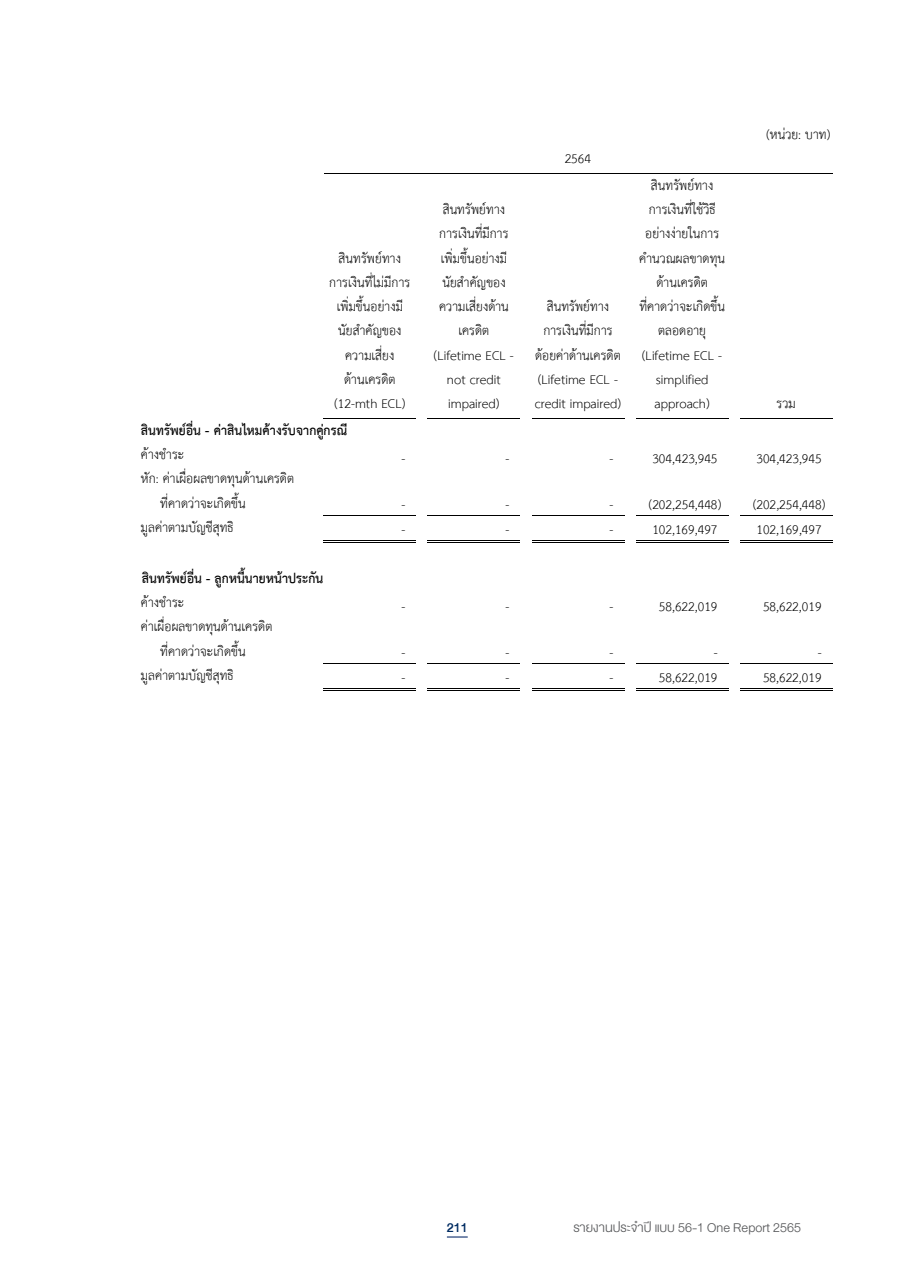 (หน่วย: บาท)
2564
สินทรัพย์ทาง
สินทรัพย์ทาง การเงินที่ใช้วิธี
การเงินที่มีการ อย่างง่ายในการ
สินทรัพย์ทาง เพิ่มขึ้นอย่างมี คำนวณผลขาดทุน
การเงินที่ไม่มีการ นัยสำคัญของ ด้านเครดิต
เพิ่มขึ้นอย่างมี ความเสี่ยงด้าน สินทรัพย์ทาง ที่คาดว่าจะเกิดขึ้น
นัยสำคัญของ เครดิต การเงินที่มีการ ตลอดอายุ
ความเสี่ยง (Lifetime ECL - ด้อยค่าด้านเครดิต (Lifetime ECL -
ด้านเครดิต not credit (Lifetime ECL - simplified
(12-mth ECL) impaired) credit impaired) approach) รวม
สินทรัพย์อื่น - ค่าสินไหมค้างรับจากคู่กรณี
ค้างชำระ - - - 304,423,945 304,423,945
หัก: ค่าเผื่อผลขาดทุนด้านเครดิต
ที่คาดว่าจะเกิดขึ้น - - - (202,254,448) (202,254,448)
มูลค่าตามบัญชีสุทธิ - - - 102,169,497 102,169,497
สินทรัพย์อื่น - ลูกหนี้นายหน้าประกัน
ค้างชำระ - - - 58,622,019 58,622,019
ค่าเผื่อผลขาดทุนด้านเครดิต
ที่คาดว่าจะเกิดขึ้น - - - - -
มูลค่าตามบัญชีสุทธิ - - - 58,622,019 58,622,019
211 รายงานประจำปี แบบ 56-1 One Report 2565